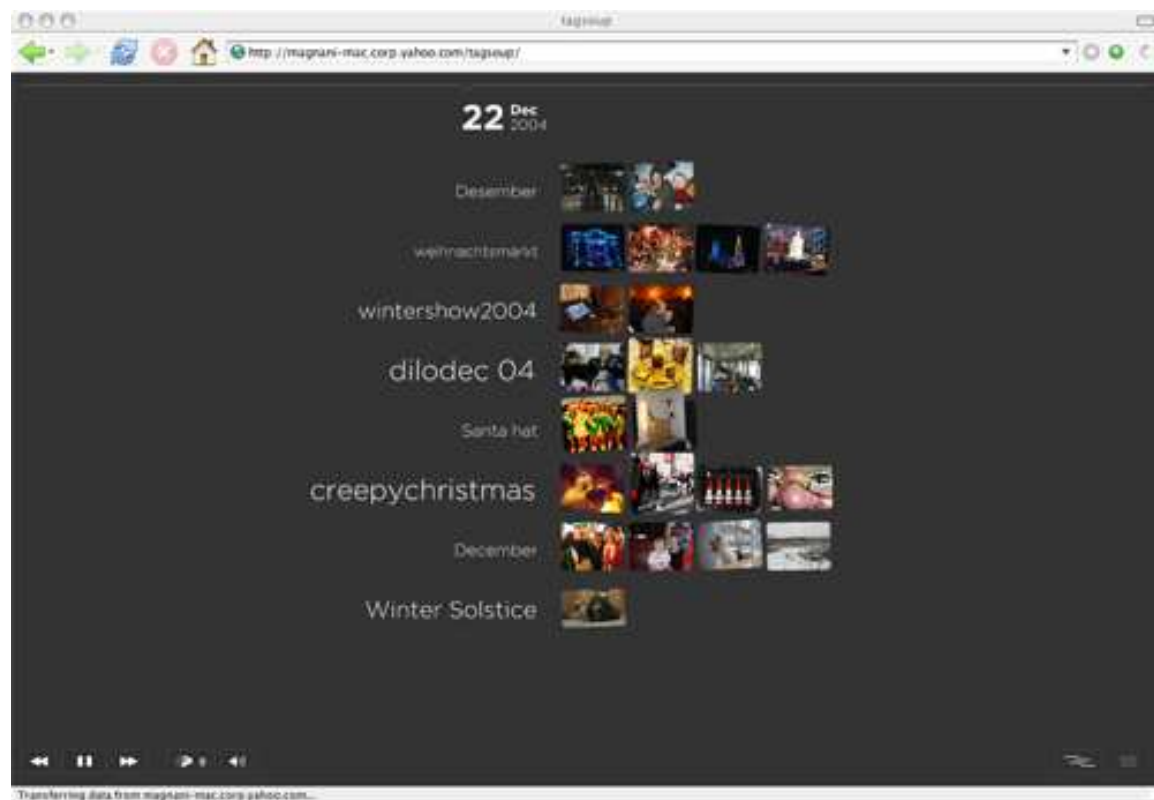 tagsoup
http://magnani-mac.corp.yahoo.com/tagsoup/
22 Dec
2004
Desember
weihnachtsmarkt
wintershow2004
dilodec 04
Santa hat
creepychristmas
December
Winter Solstice
Transferring data from magnani-mac.corp.yahoo.com...